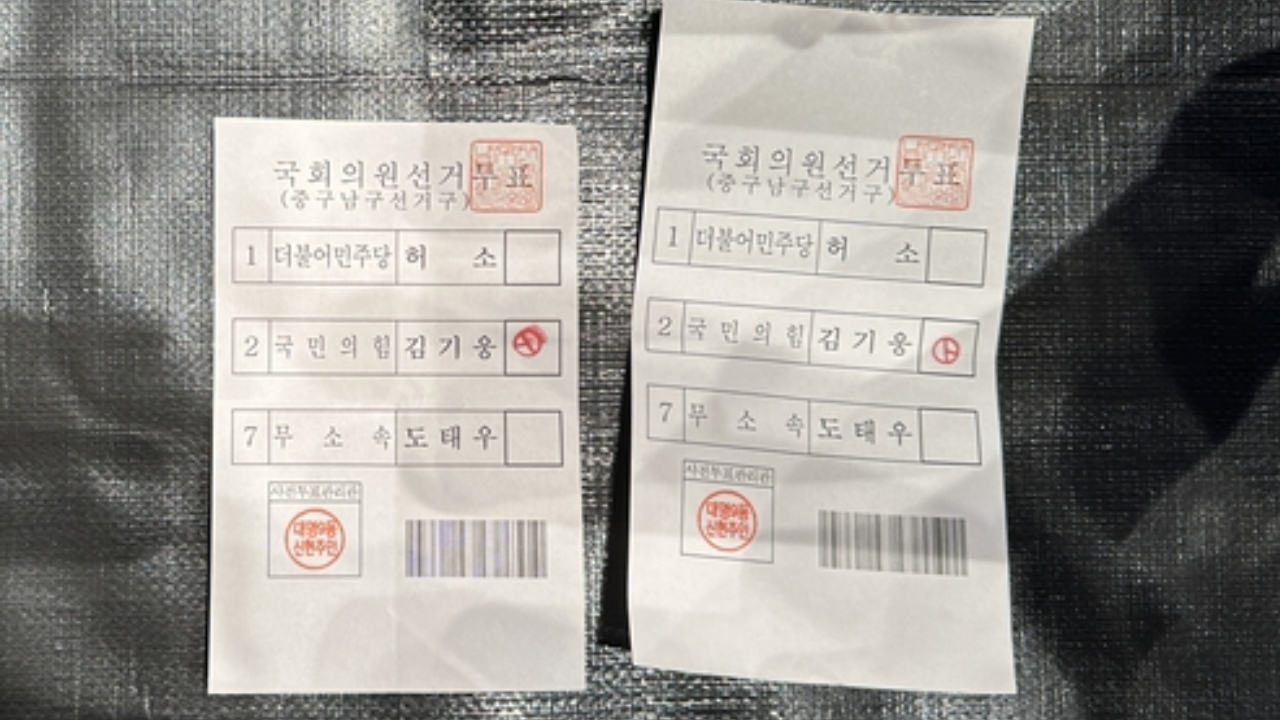 국회의원선거투표
(중구남구선거구)
1 더불어민주당 허 소
2 국민의힘 김기웅
7 무 소 속 도태우
사전투표관리관
국회의원선거투표
(중구남구선거구)
1 더불어민주당 허 소
2 국민의힘 김기웅
7 무 소 속 도태우
사전투표관리관